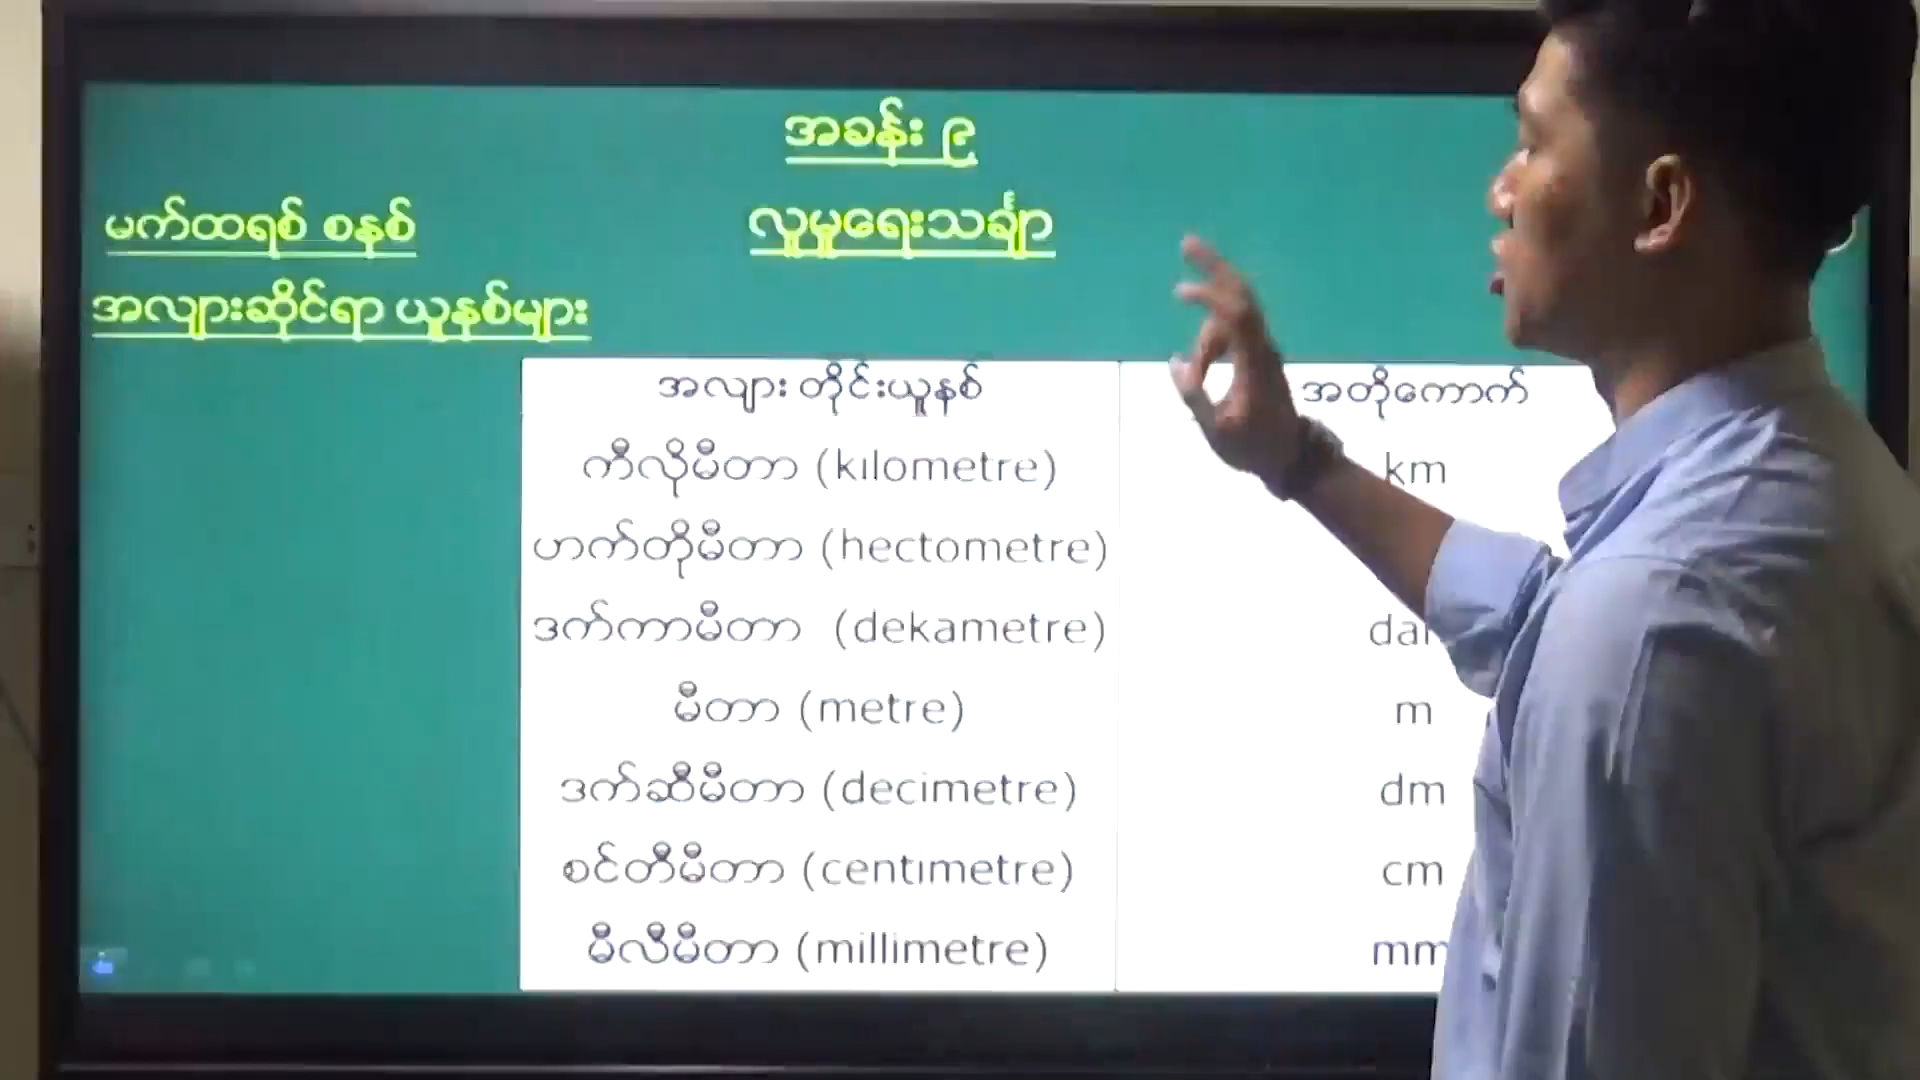 အခန်း ၉
မက်ထရစ် စနစ်
လူမှုရေးသင်္ချာ
အလျားဆိုင်ရာ ယူနစ်များ
အလျား တိုင်းယူနစ် အတိုကောက်
ကီလိုမီတာ (kilometre) km
ဟက်တိုမီတာ (hectometre)
ဒက်ကာမီတာ (dekametre)
မီတာ (metre) m
ဒက်ဆီမီတာ (decimetre) dm
စင်တီမီတာ (centimetre) cm
မီလီမီတာ (millimetre) mm